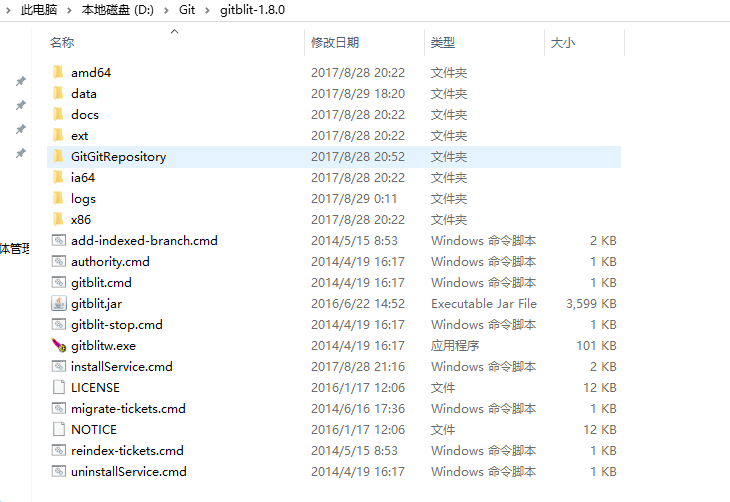 此电脑 > 本地磁盘 (D:) > Git > gitblit-1.8.0
名称 修改日期 类型 大小
amd64 2017/8/28 20:22 文件夹
data 2017/8/29 18:20 文件夹
docs 2017/8/28 20:22 文件夹
ext 2017/8/28 20:22 文件夹
GitGitRepository 2017/8/28 20:52 文件夹
ia64 2017/8/28 20:22 文件夹
logs 2017/8/29 0:11 文件夹
x86 2017/8/28 20:22 文件夹
体管理 add-indexed-branch.cmd 2014/5/15 8:53 Windows 命令脚本 2 KB
authority.cmd 2014/4/19 16:17 Windows 命令脚本 1 KB
gitblit.cmd 2014/4/19 16:17 Windows 命令脚本 1 KB
gitblit.jar 2016/6/22 14:52 Executable Jar File 3,599 KB
gitblit-stop.cmd 2014/4/19 16:17 Windows 命令脚本 1 KB
gitblitw.exe 2014/4/19 16:17 应用程序 101 KB
installService.cmd 2017/8/28 21:16 Windows 命令脚本 2 KB
LICENSE 2016/1/17 12:06 文件 12 KB
migrate-tickets.cmd 2014/6/16 17:36 Windows 命令脚本 1 KB
NOTICE 2016/1/17 12:06 文件 12 KB
reindex-tickets.cmd 2014/5/15 8:53 Windows 命令脚本 1 KB
uninstallService.cmd 2014/4/19 16:17 Windows 命令脚本 1 KB